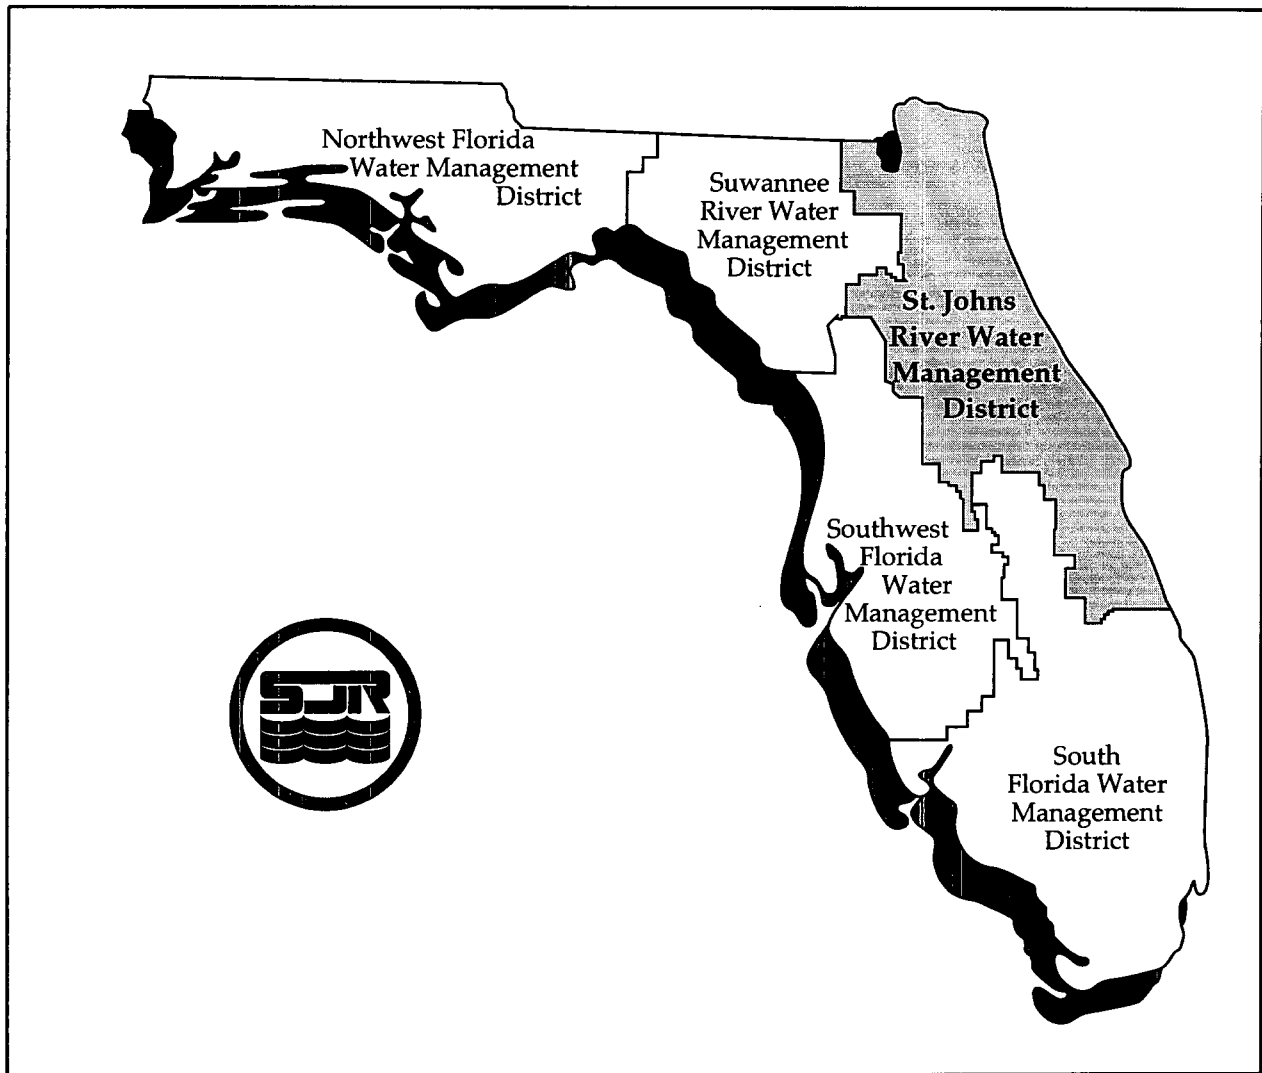 Northwest Florida
Water Management
District
Suwannee
River Water
Management
District
St. Johns
River Water
Management
District
Southwest
Florida
Water
Management
District
SJR
South
Florida Water
Management
District